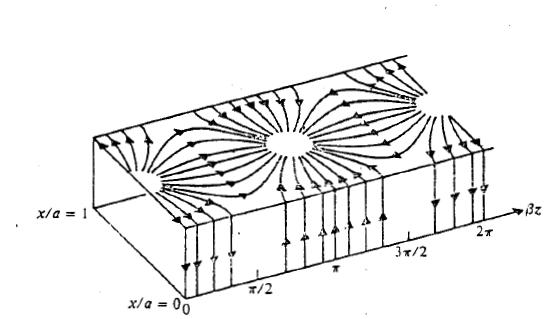 x/a = 1
x/a = 0
0
π/2
π
3π/2
2π
βz